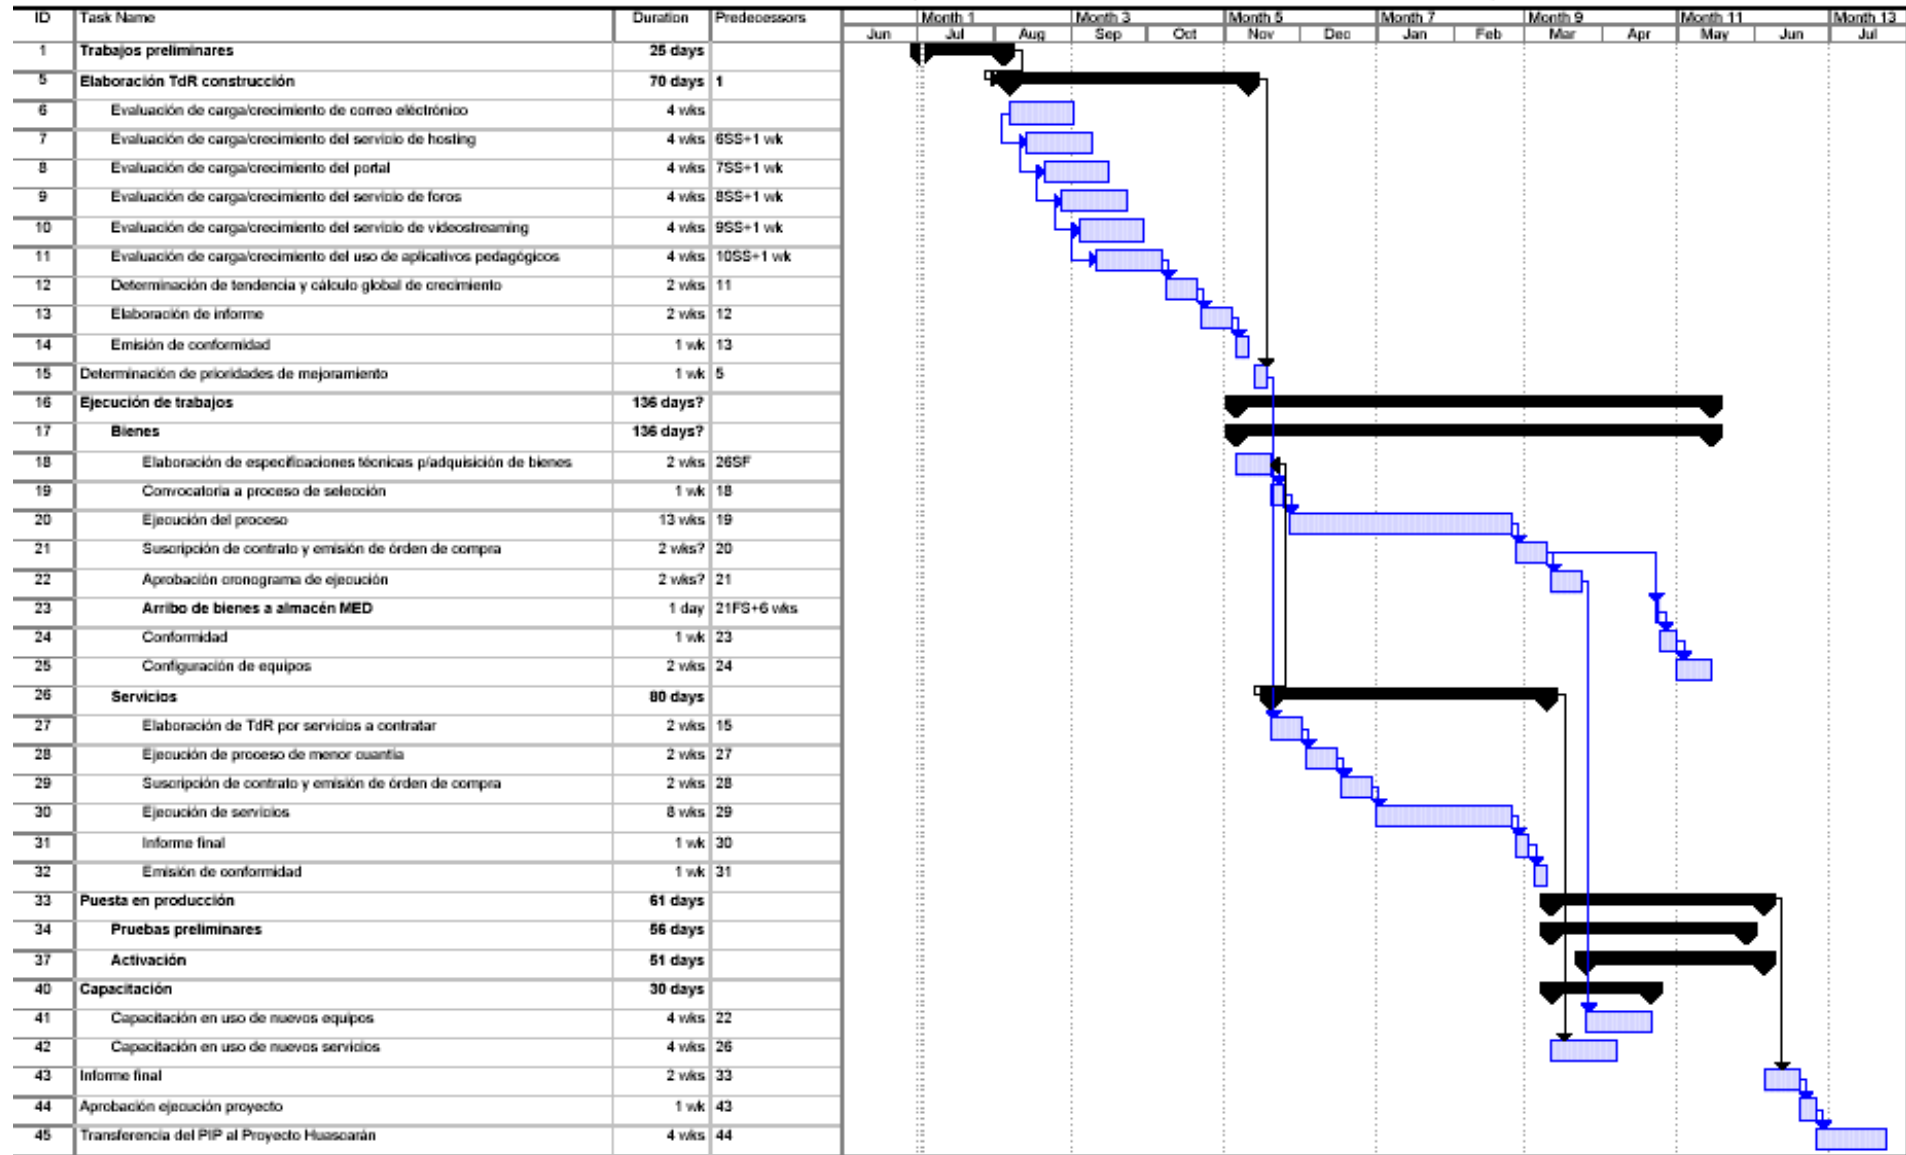 ID Task Name Duration Predecessors Month 1 Month 3 Month 5 Month 7 Month 9 Month 11 Month 13
Jun Jul Aug Sep Oct Nov Dec Jan Feb Mar Apr May Jun Jul
1 Trabajos preliminares 25 days
5 Elaboración TdR construcción 70 days 1
6 Evaluación de carga/crecimiento de correo eléctrónico 4 wks
7 Evaluación de carga/crecimiento del servicio de hosting 4 wks 6SS+1 wk
8 Evaluación de carga/crecimiento del portal 4 wks 7SS+1 wk
9 Evaluación de carga/crecimiento del servicio de foros 4 wks 8SS+1 wk
10 Evaluación de carga/crecimiento del servicio de videostreaming 4 wks 9SS+1 wk
11 Evaluación de carga/crecimiento del uso de aplicativos pedagógicos 4 wks 10SS+1 wk
12 Determinación de tendencia y cálculo global de crecimiento 2 wks 11
13 Elaboración de informe 2 wks 12
14 Emisión de conformidad 1 wk 13
15 Determinación de prioridades de mejoramiento 1 wk 5
16 Ejecución de trabajos 136 days?
17 Bienes 136 days?
18 Elaboración de especificaciones técnicas p/adquisición de bienes 2 wks 26SF
19 Convocatoria a proceso de selección 1 wk 18
20 Ejecución del proceso 13 wks 19
21 Suscripción de contrato y emisión de órden de compra 2 wks? 20
22 Aprobación cronograma de ejecución 2 wks? 21
23 Arribo de bienes a almacén MED 1 day 21FS+6 wks
24 Conformidad 1 wk 23
25 Configuración de equipos 2 wks 24
26 Servicios 80 days
27 Elaboración de TdR por servicios a contratar 2 wks 15
28 Ejecución de proceso de menor cuantía 2 wks 27
29 Suscripción de contrato y emisión de órden de compra 2 wks 28
30 Ejecución de servicios 8 wks 29
31 Informe final 1 wk 30
32 Emisión de conformidad 1 wk 31
33 Puesta en producción 61 days
34 Pruebas preliminares 56 days
37 Activación 51 days
40 Capacitación 30 days
41 Capacitación en uso de nuevos equipos 4 wks 22
42 Capacitación en uso de nuevos servicios 4 wks 26
43 Informe final 2 wks 33
44 Aprobación ejecución proyecto 1 wk 43
45 Transferencia del PIP al Proyecto Huascarán 4 wks 44